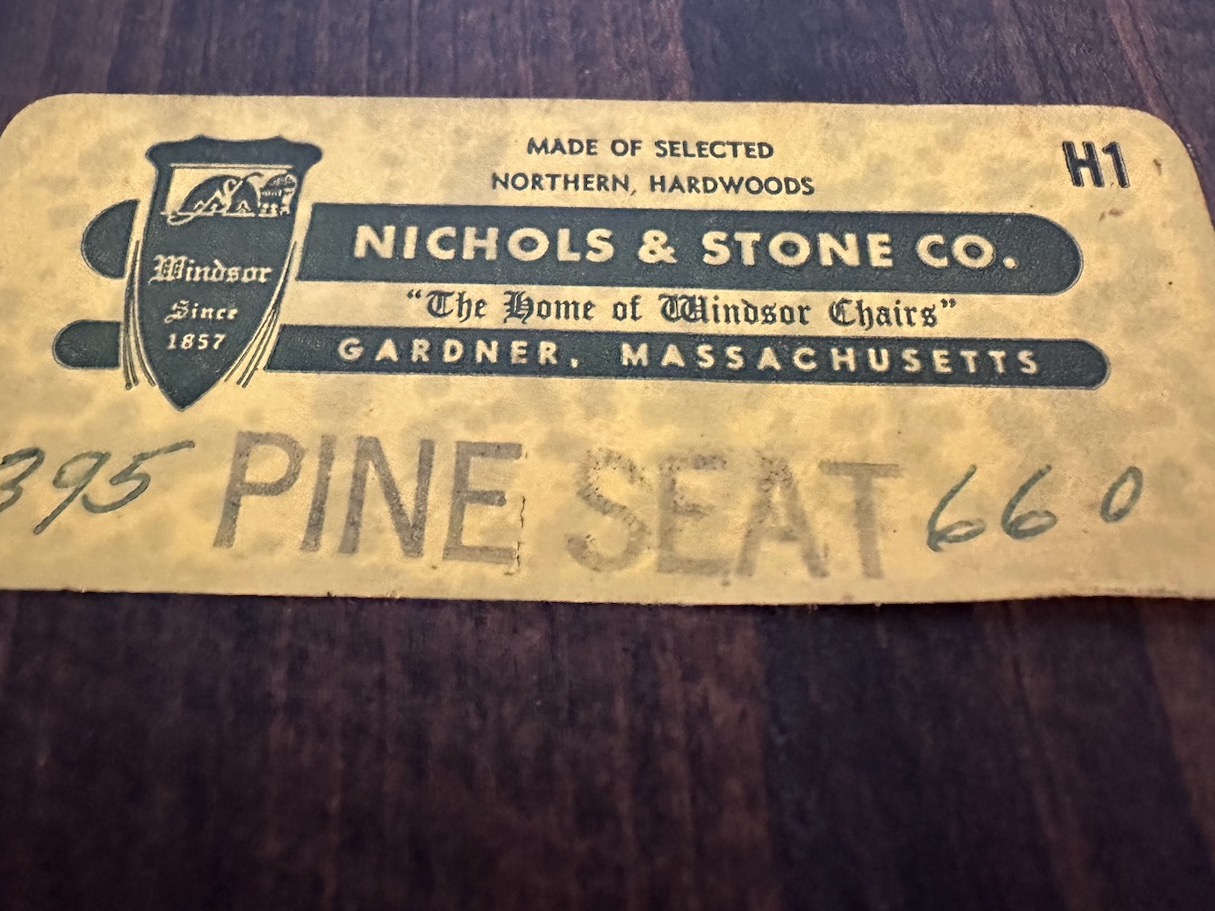 MADE OF SELECTED
NORTHERN, HARDWOODS
H1
NICHOLS & STONE CO.
"The Home of Windsor Chairs"
GARDNER, MASSACHUSETTS
Windsor
Since
1857
395 PINE SEAT 660